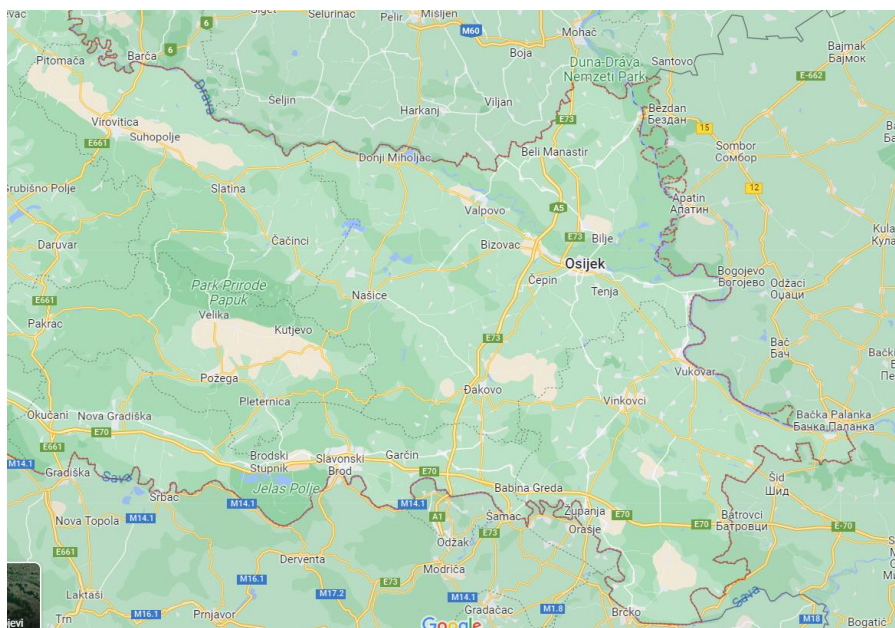 Selurinac
Mišljen
Pelir
M60
Mohač
Barča
6
6
Pitomača
Boja
Duna-Dráva
Nemzeti Park
Santovo
Bajmak
Бајмок
E-662
Drava
Šeljin
Viljan
Harkanj
Bezdan
Бездан
Virovitica
Suhopolje
E661
E73
15
Sombor
Сомбор
Donji Miholjac
Beli Manastir
Grubišno Polje
Slatina
Valpovo
A5
Apatin
Апатин
12
Daruvar
Čačinci
Bizovac
E73
Bilje
Osijek
Čepin
Tenja
Bogojevo
Богојево
Odžaci
Оџаци
Park Prirode
Papuk
Našice
E661
Pakrac
Velika
Kutjevo
E73
Bač
Бач
Požega
Đakovo
Vukovar
Okučani
Nova Gradiška
Pleternica
Vinkovci
Bačka Palanka
Бачка Паланка
E70
E661
Brodski
Stupnik
Slavonski
Brod
Garčin
E70
M14.1
Gradiška
Sava
Srbac
Jelas Polje
M14.1
M14.1
Babina Greda
Šid
Шид
Nova Topola
M14.1
A1
Šamac
Županja
E70
E70
Batrovci
Батровци
E-70
Orašje
Odžak
E73
E661
Derventa
M16.1
Modriča
E73
Laktaši
M17.2
M14.1
Gradačac
M1.8
Sava
Trn
M16.1
Prnjavor
Google
Brčko
M18
Bogatić